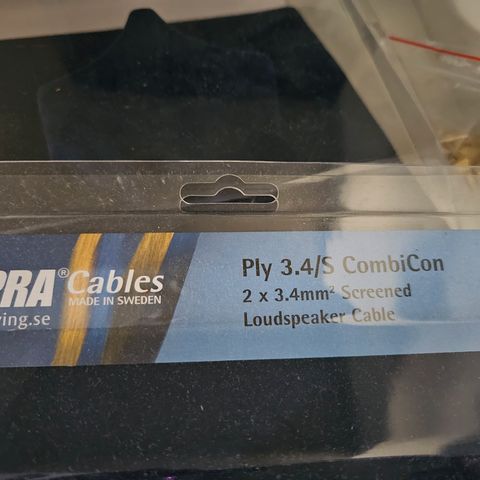 PRA® Cables
MADE IN SWEDEN
ving.se
Ply 3.4/S CombiCon
2 x 3.4mm² Screened
Loudspeaker Cable